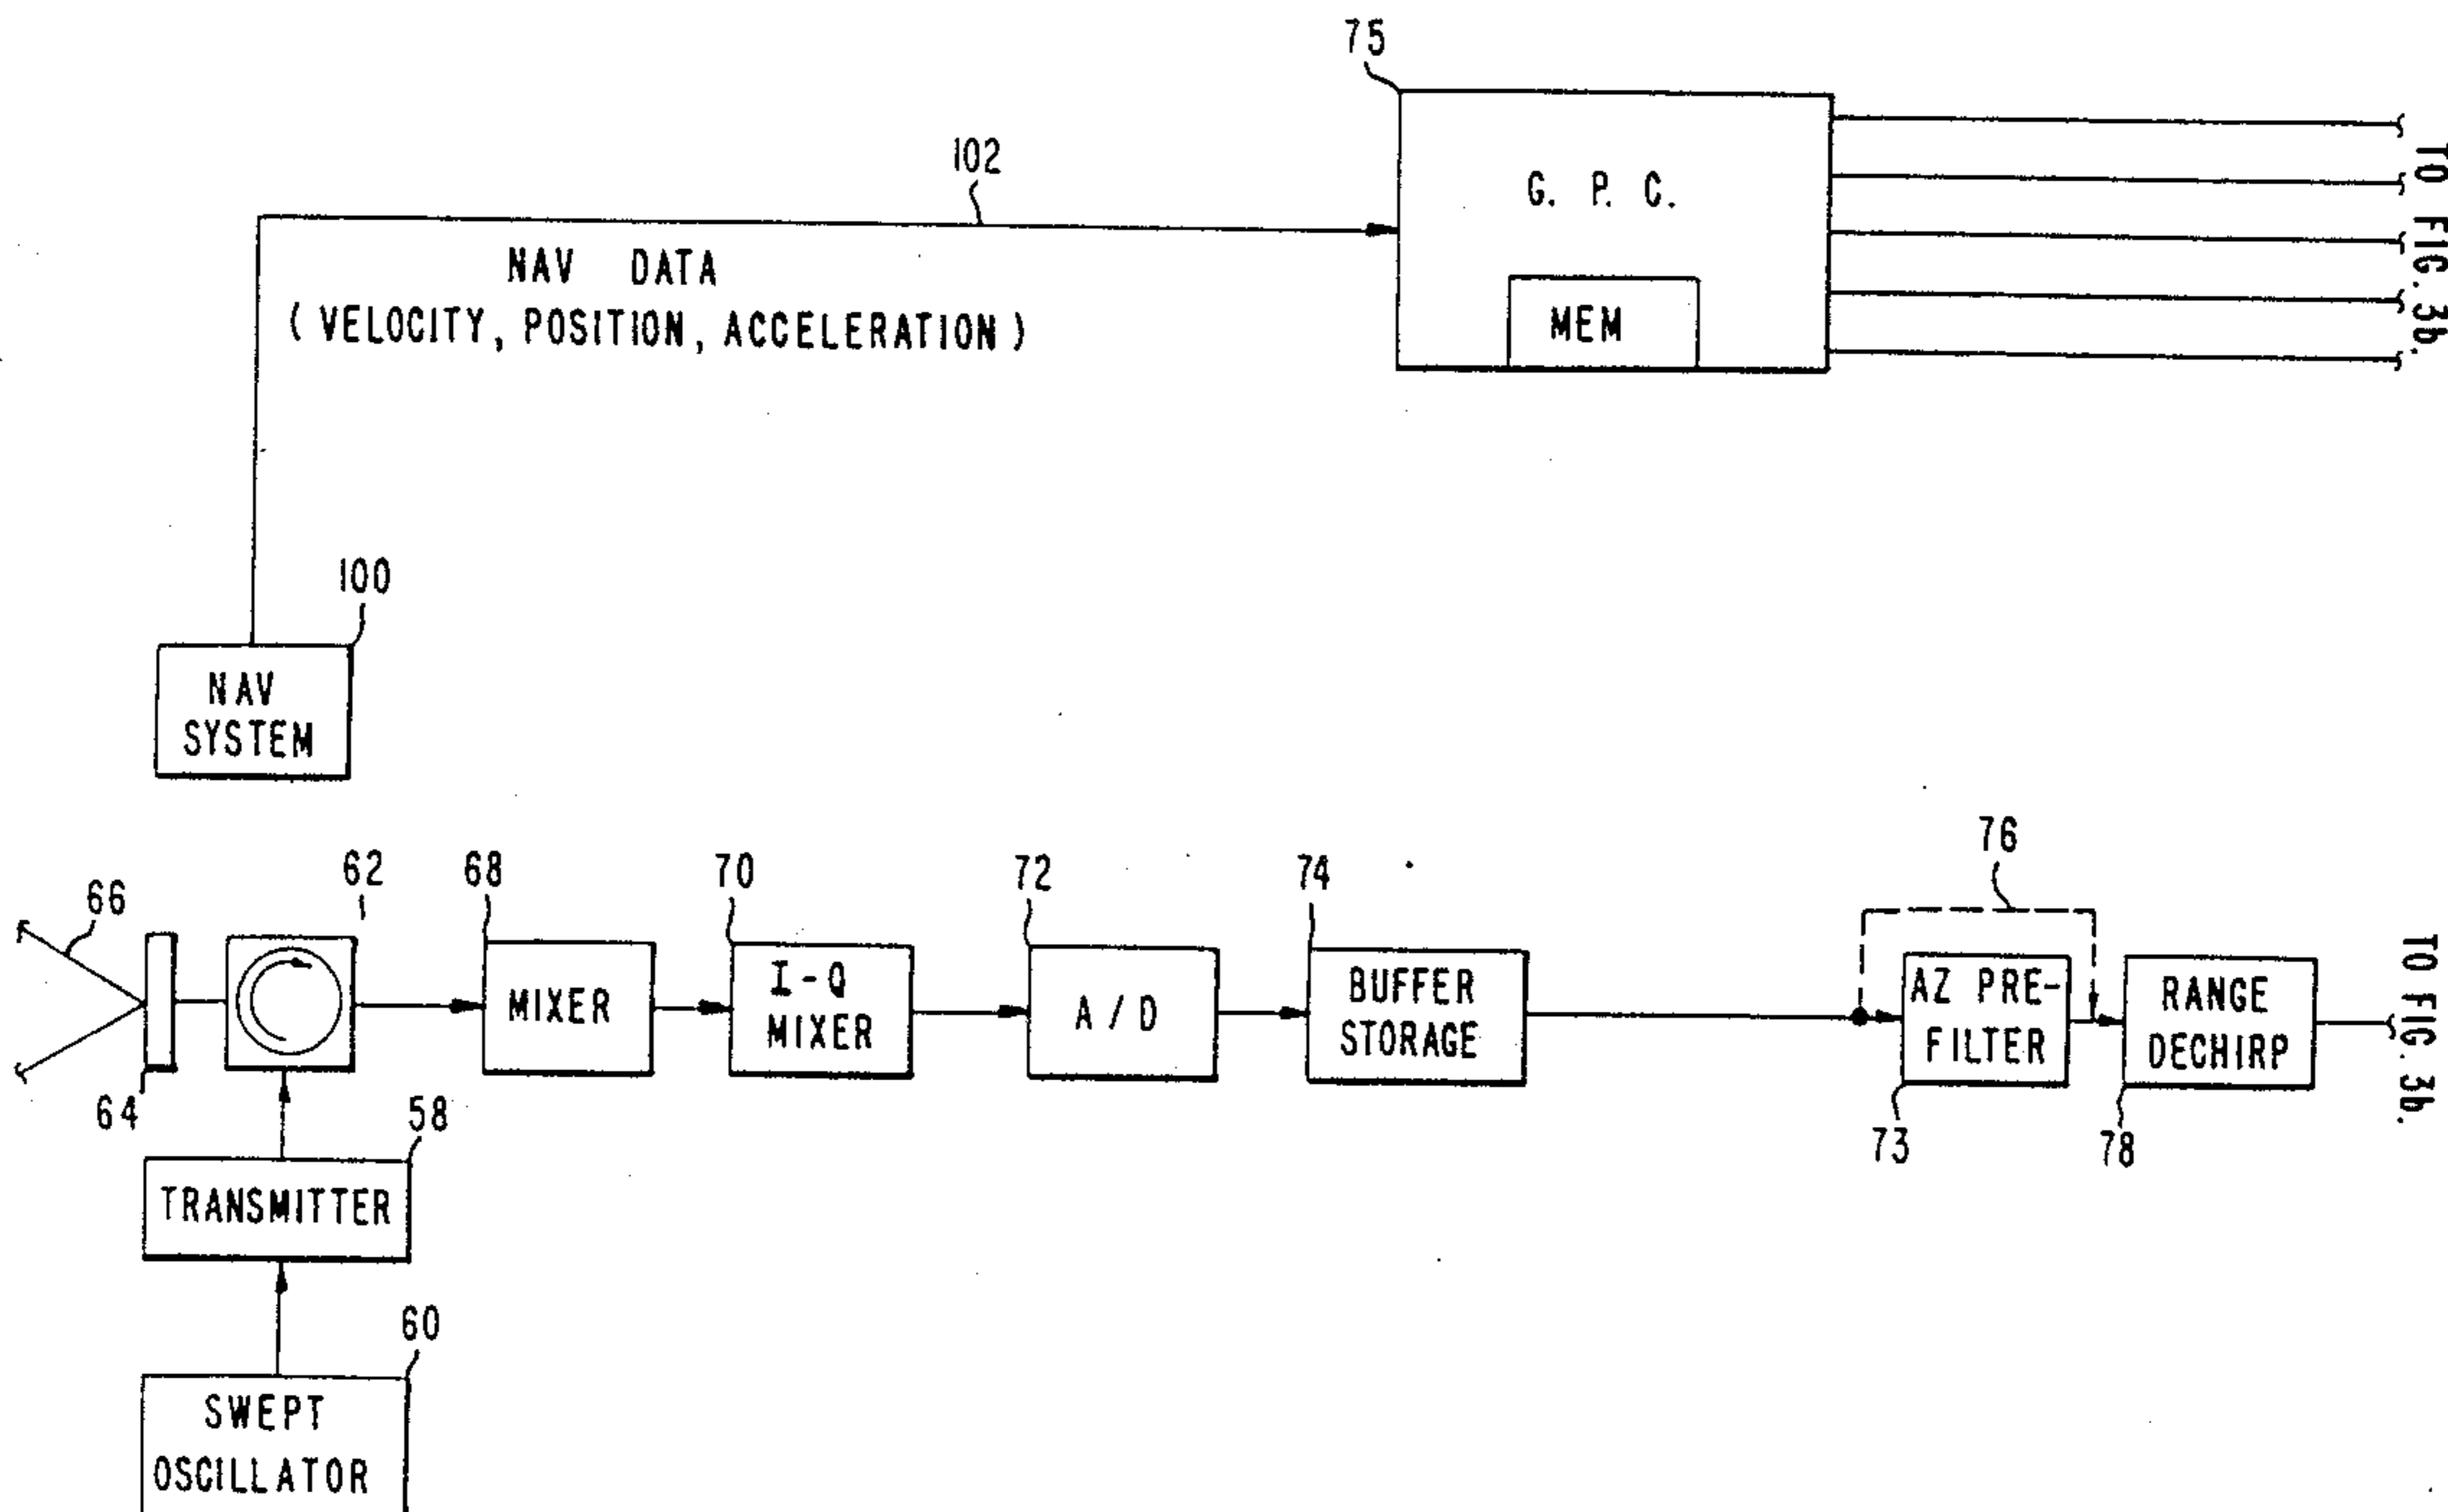 75
102
G. P. C.
TO FIG. 3b.
NAV DATA
(VELOCITY, POSITION, ACCELERATION)
MEM
100
NAV
SYSTEM
66
62
68
70
72
74
76
MIXER
I-Q
MIXER
A/D
BUFFER
STORAGE
AZ PRE-
FILTER
RANGE
DECHIRP
TO FIG. 3b.
64
58
73
78
TRANSMITTER
60
SWEPT
OSCILLATOR